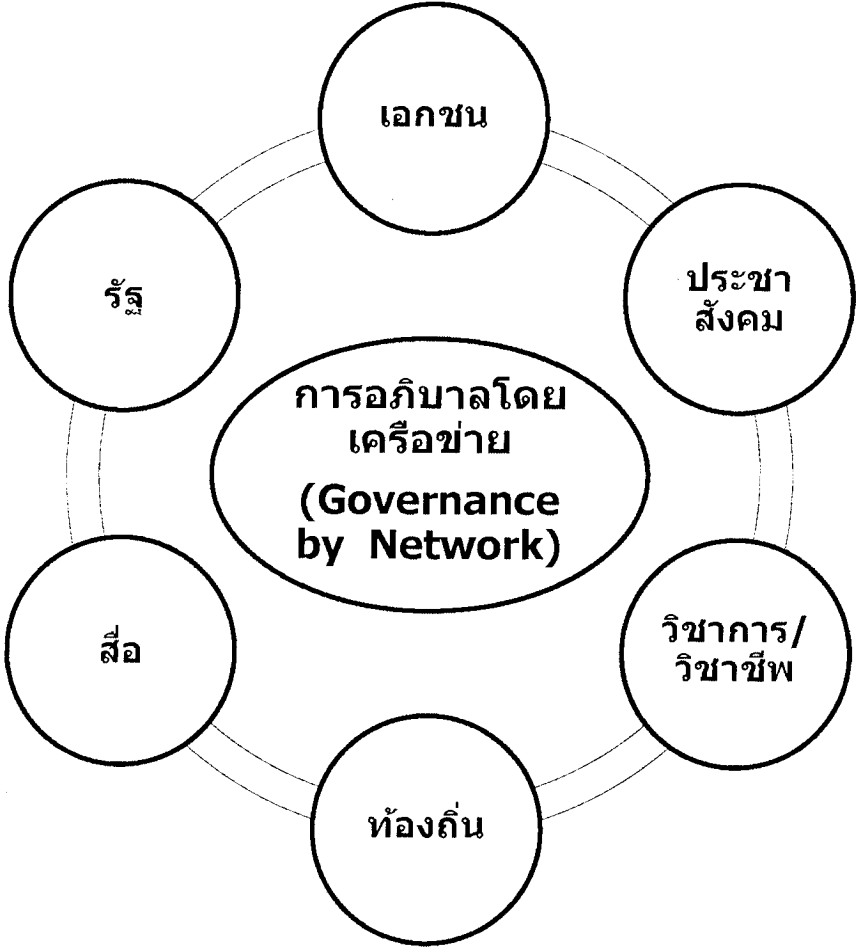 เอกชน
รัฐ
ประชา
สังคม
การอภิบาลโดย
เครือข่าย
(Governance
by Network)
สื่อ
วิชาการ/
วิชาชีพ
ท้องถิ่น